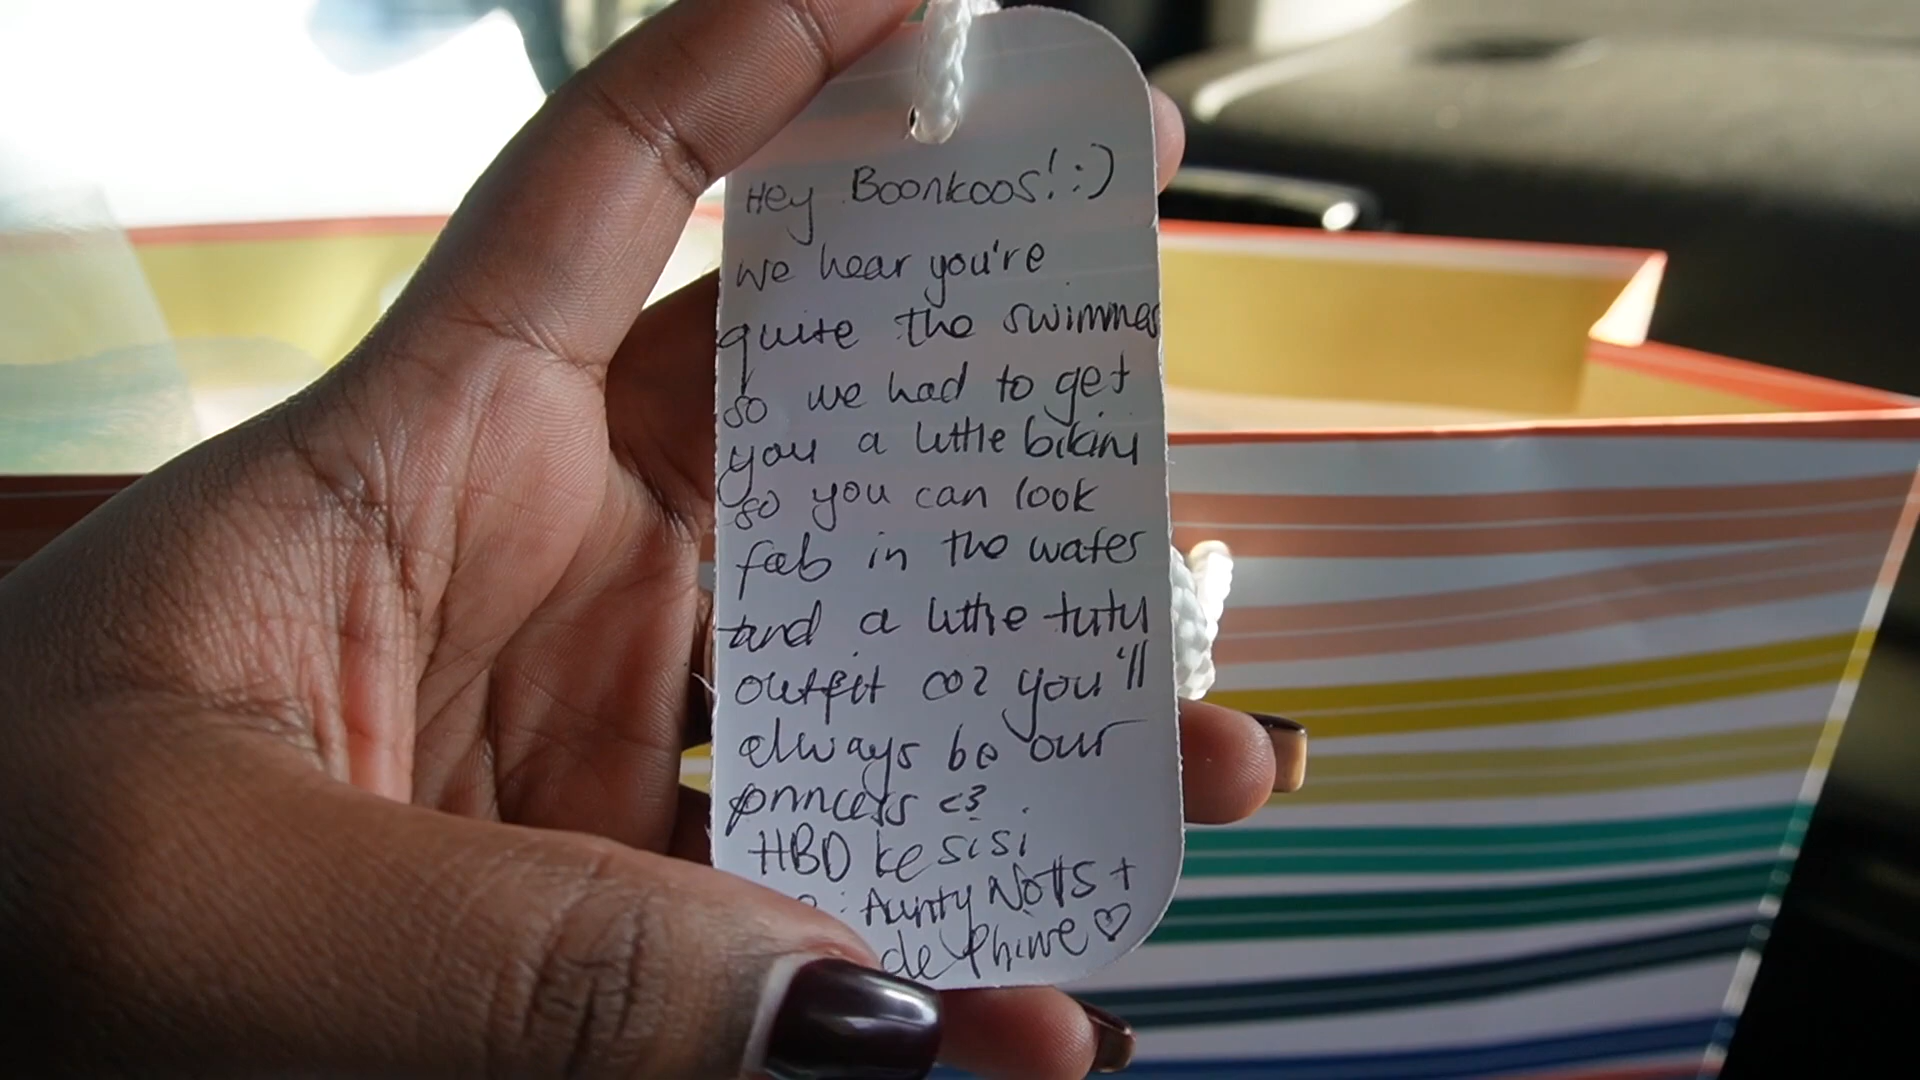 Hey Boonkoos! :)
we hear you're
quite the swimmer
so we had to get
you a little bikini
so you can look
fab in the water
and a little tutu
outfit coz you'll
always be our
princess <3
HBD ke sisi
: Aunty Notts +
de Phiwe ♡